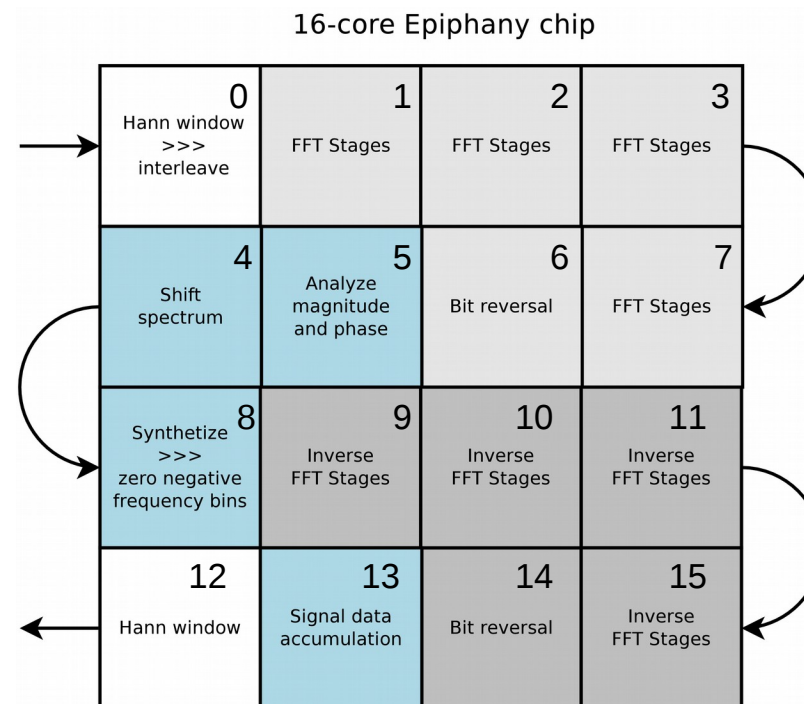 16-core Epiphany chip
0
Hann window
>>>
interleave
1
FFT Stages
2
FFT Stages
3
FFT Stages
4
Shift
spectrum
5
Analyze
magnitude
and phase
6
Bit reversal
7
FFT Stages
8
Synthetize
>>>
zero negative
frequency bins
9
Inverse
FFT Stages
10
Inverse
FFT Stages
11
Inverse
FFT Stages
12
Hann window
13
Signal data
accumulation
14
Bit reversal
15
Inverse
FFT Stages